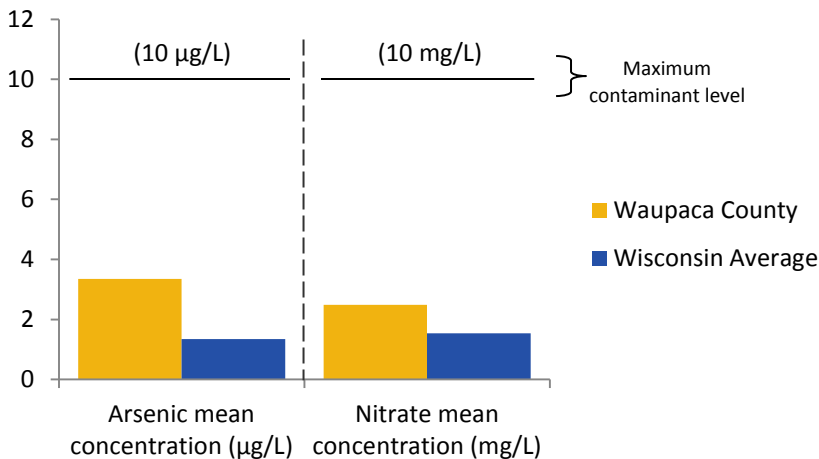 12
10
8
6
4
2
0
(10 µg/L)
(10 mg/L)
Maximum
contaminant level
Waupaca County
Wisconsin Average
Arsenic mean
concentration (µg/L)
Nitrate mean
concentration (mg/L)